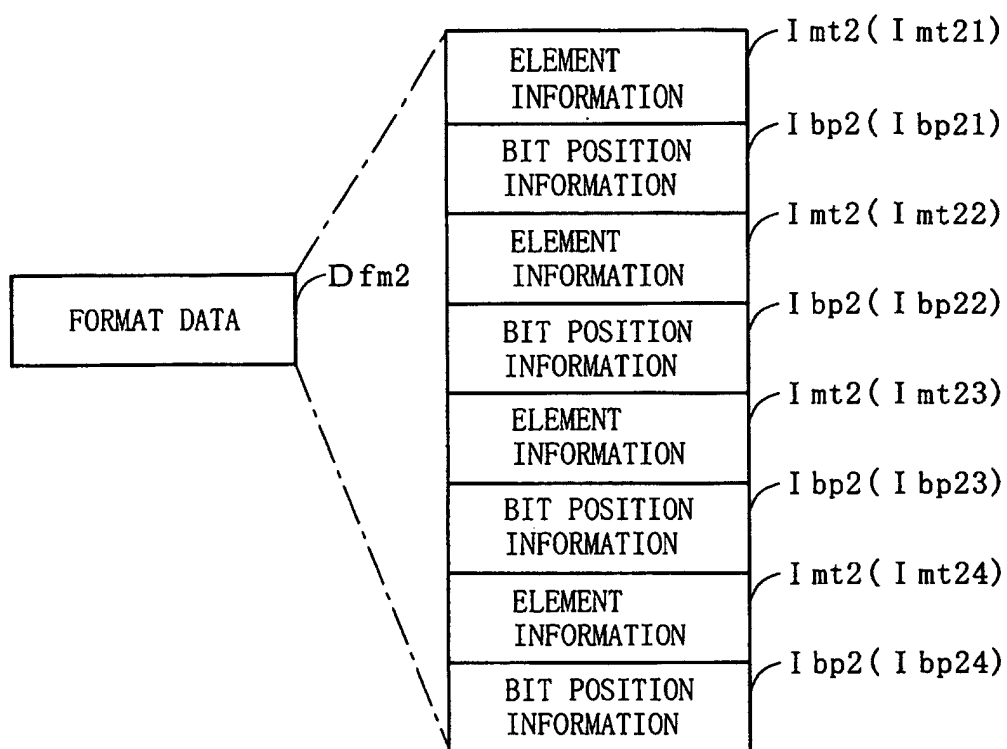 I mt2( I mt21)
ELEMENT
INFORMATION
I bp2( I bp21)
BIT POSITION
INFORMATION
I mt2( I mt22)
ELEMENT
INFORMATION
D fm2
FORMAT DATA
I bp2( I bp22)
BIT POSITION
INFORMATION
I mt2( I mt23)
ELEMENT
INFORMATION
I bp2( I bp23)
BIT POSITION
INFORMATION
I mt2( I mt24)
ELEMENT
INFORMATION
I bp2( I bp24)
BIT POSITION
INFORMATION